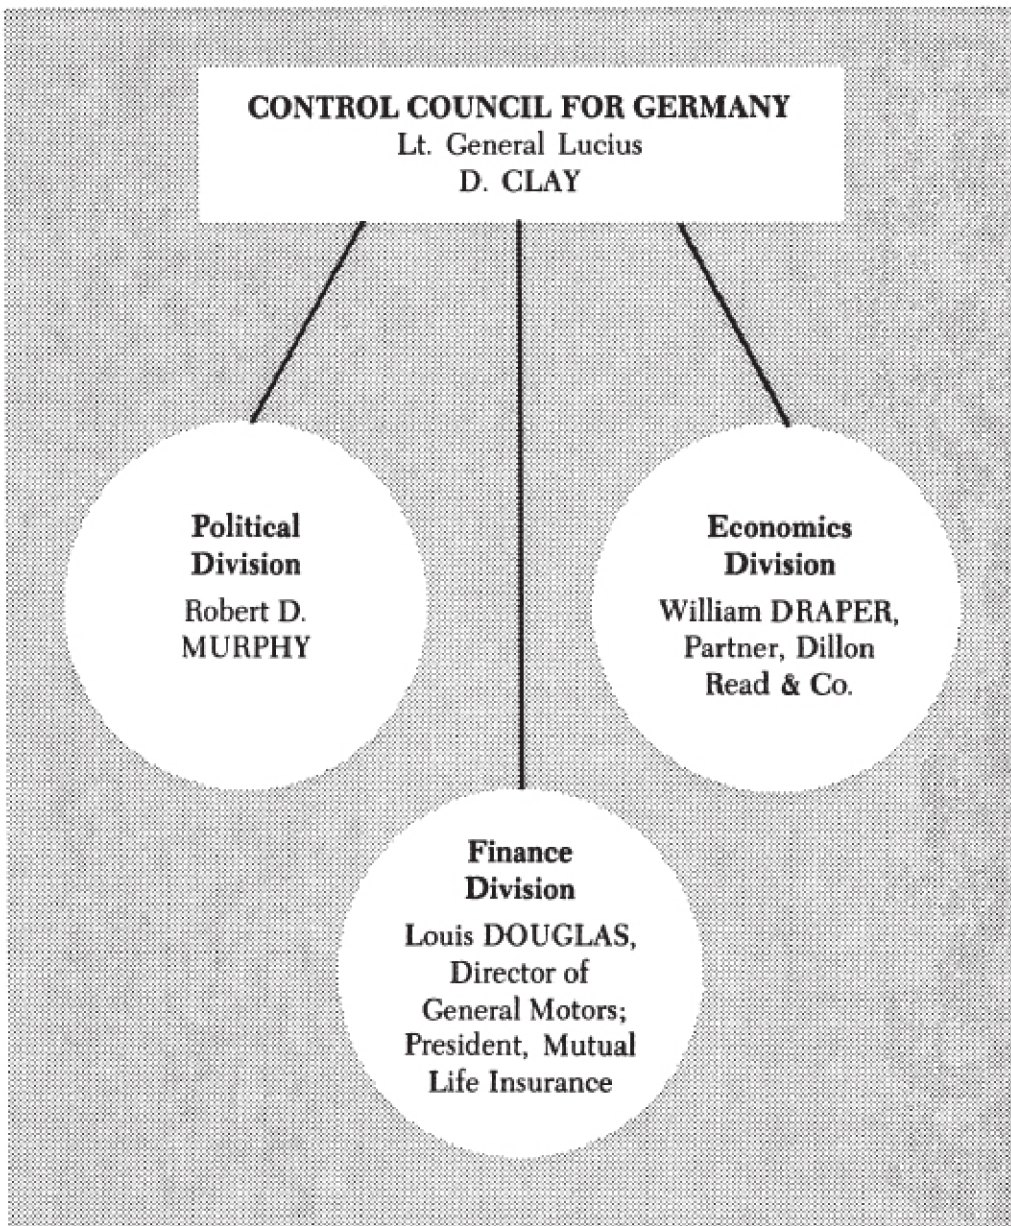 CONTROL COUNCIL FOR GERMANY
Lt. General Lucius
D. CLAY
Political
Division
Robert D.
MURPHY
Economics
Division
William DRAPER,
Partner, Dillon
Read & Co.
Finance
Division
Louis DOUGLAS,
Director of
General Motors;
President, Mutual
Life Insurance